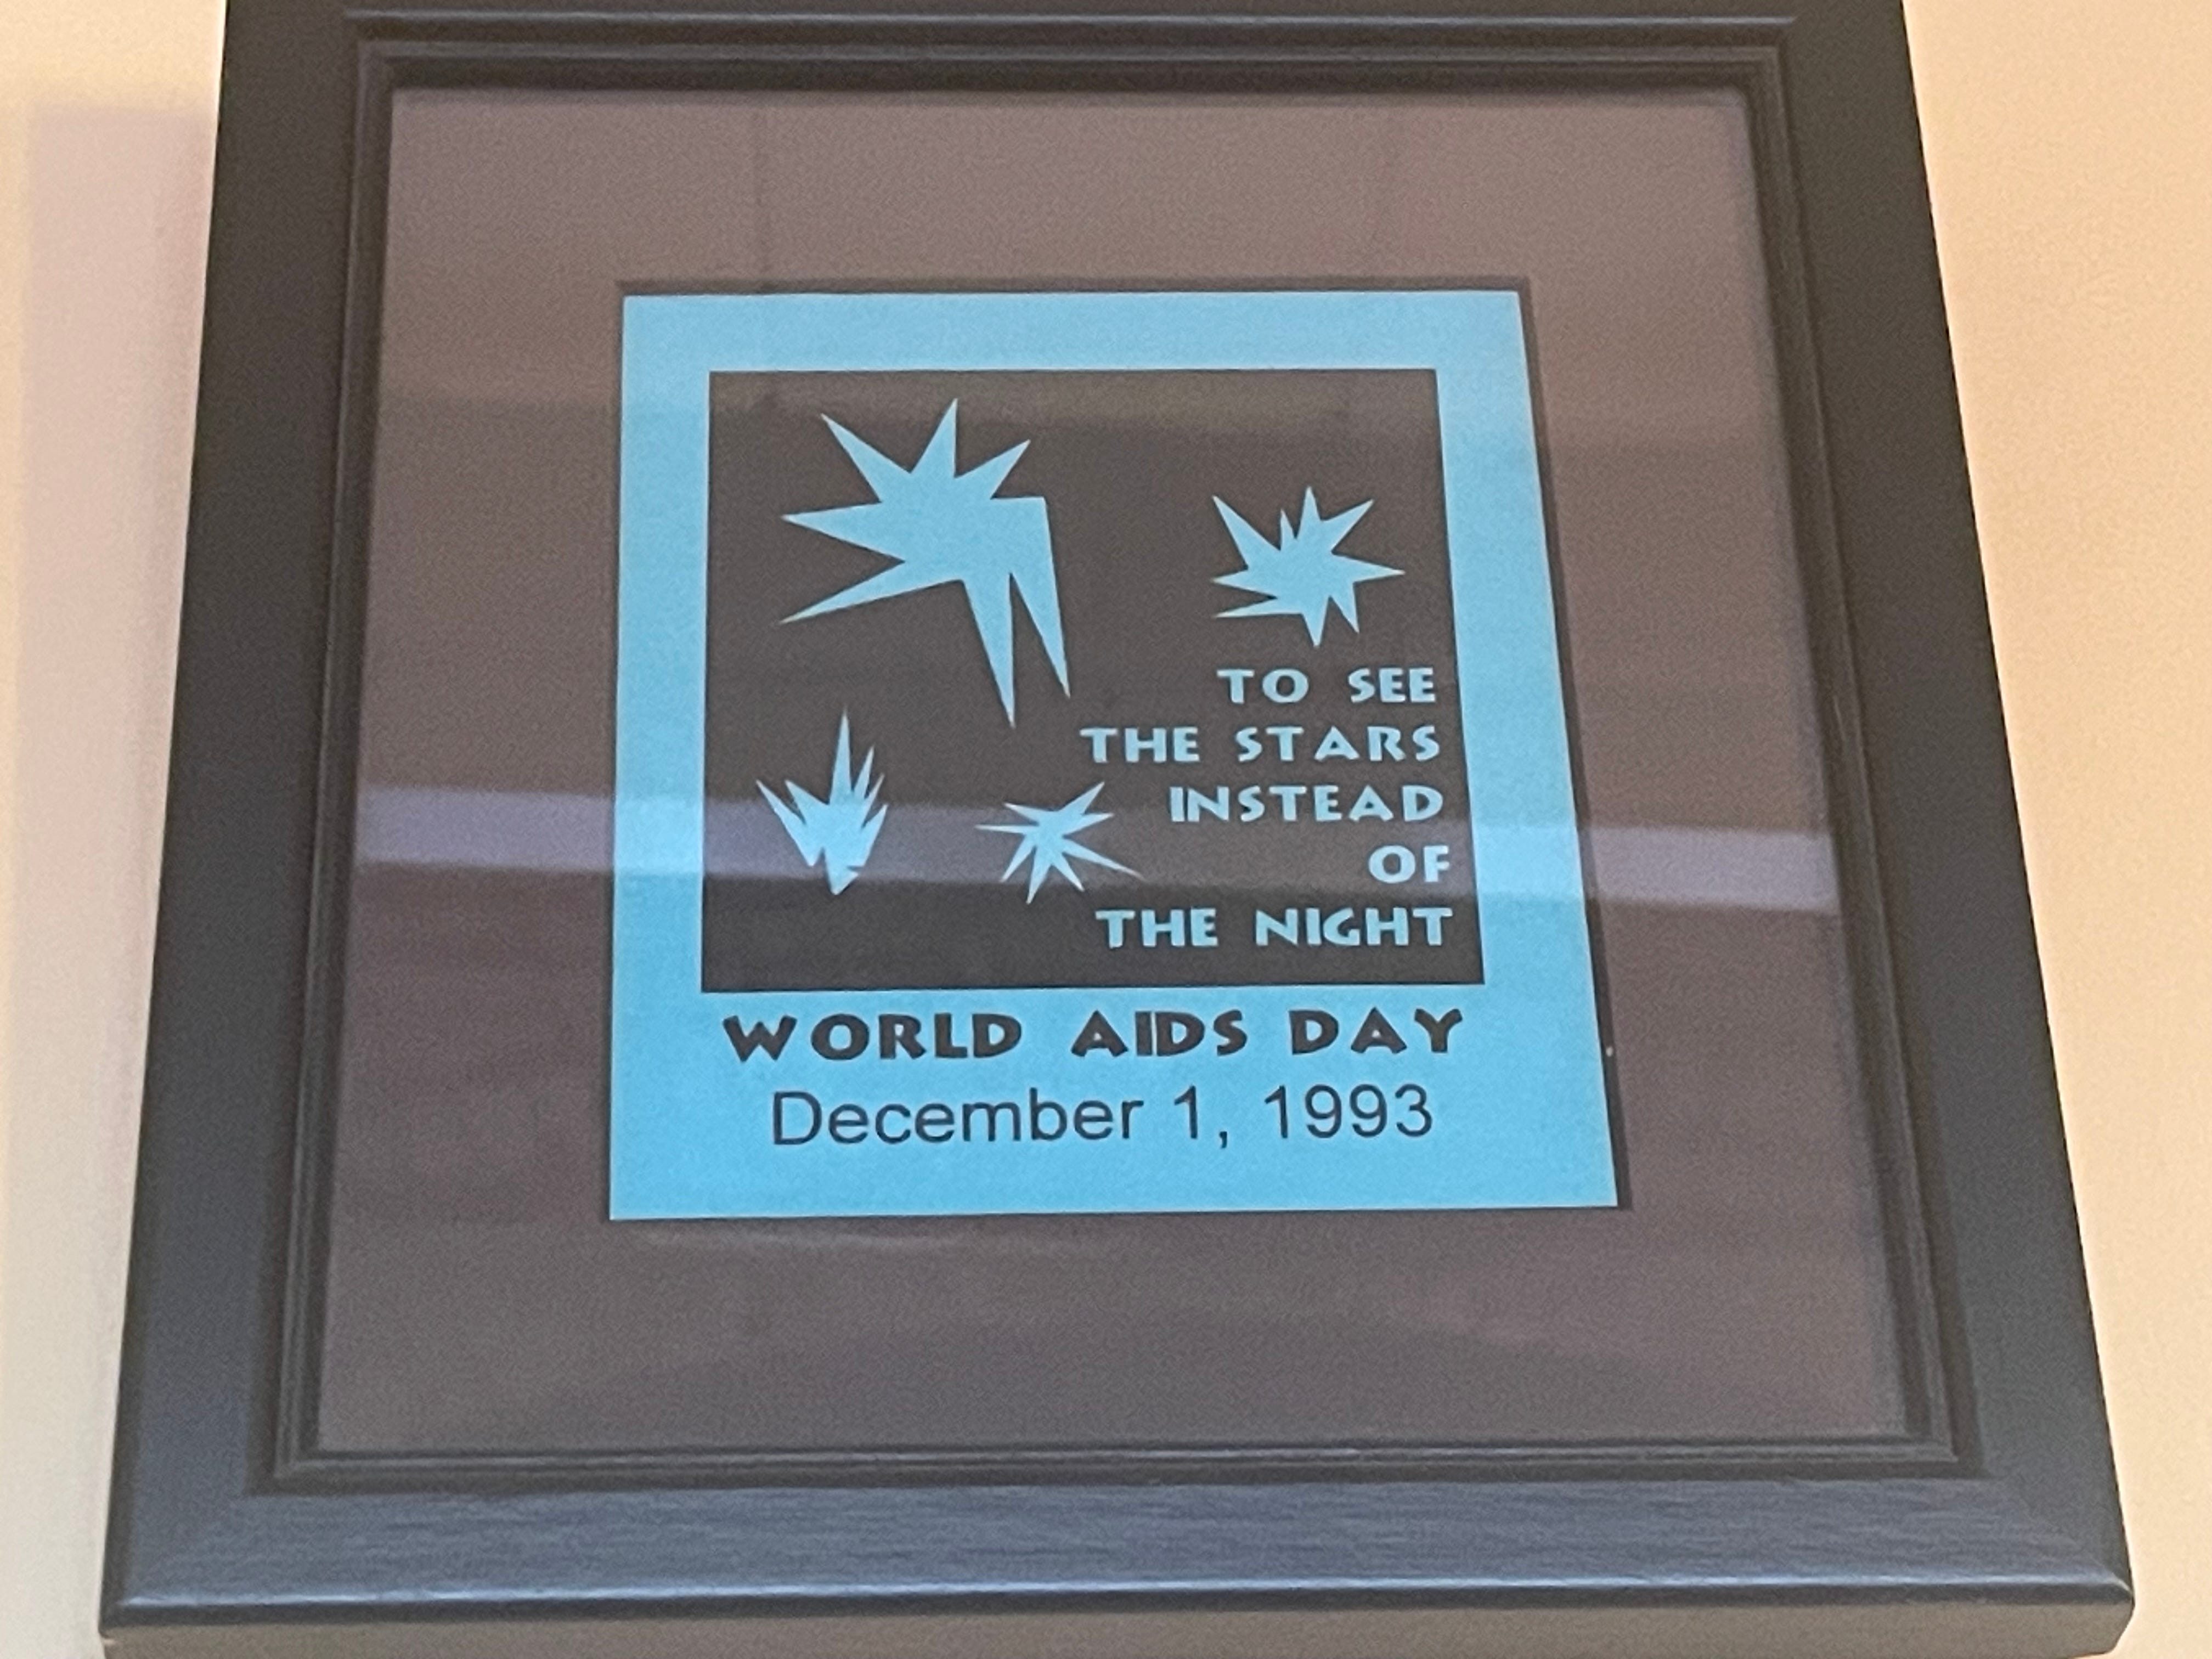 TO SEE
THE STARS
INSTEAD
OF
THE NIGHT
WORLD AIDS DAY
December 1, 1993